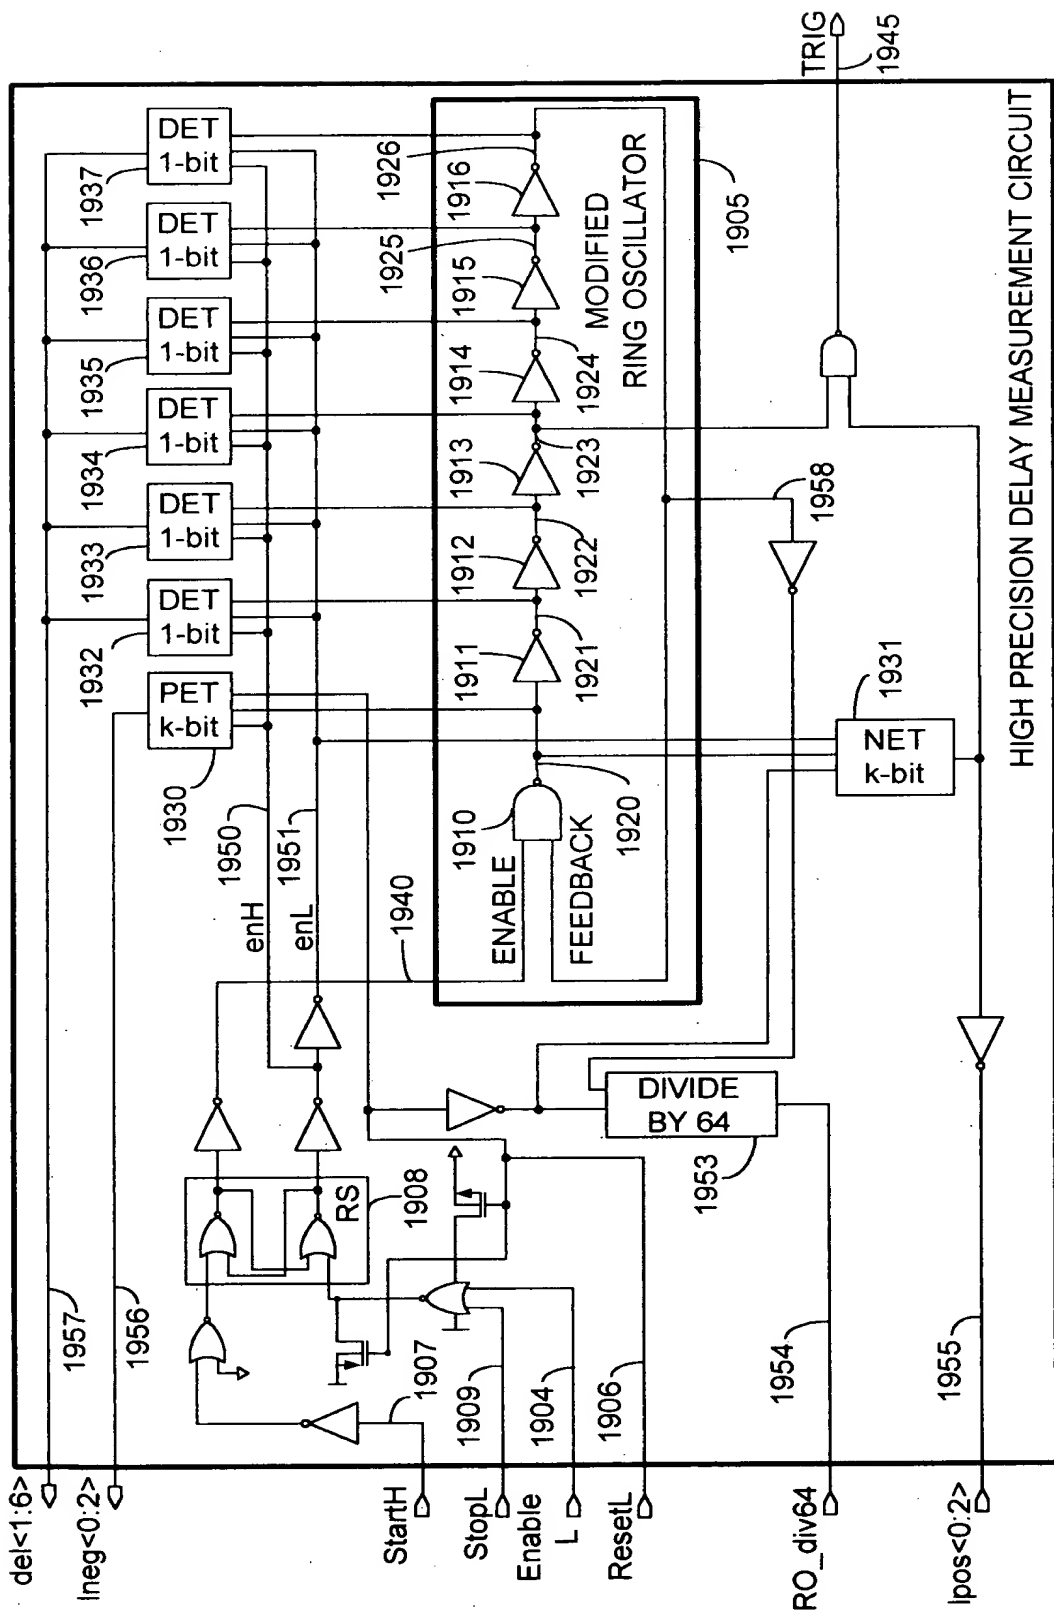 TRIG
1945
DET
1-bit
1937
DET
1-bit
1936
DET
1-bit
1935
DET
1-bit
1934
DET
1-bit
1933
DET
1-bit
1932
PET
k-bit
1930
1926
1916
1925
1915
1914
1924
1913
1923
1912
1922
1911
1921
1910
1920
MODIFIED
RING OSCILLATOR
1905
ENABLE
FEEDBACK
1950
1951
enH
enL
1940
1958
1931
NET
k-bit
DIVIDE
BY 64
1953
RS
1908
1957
1956
1907
1909
1904
1906
1954
1955
del<1:6>
Ineg<0:2>
StartH
StopL
Enable
L
ResetL
RO_div64
Ipos<0:2>
HIGH PRECISION DELAY MEASUREMENT CIRCUIT